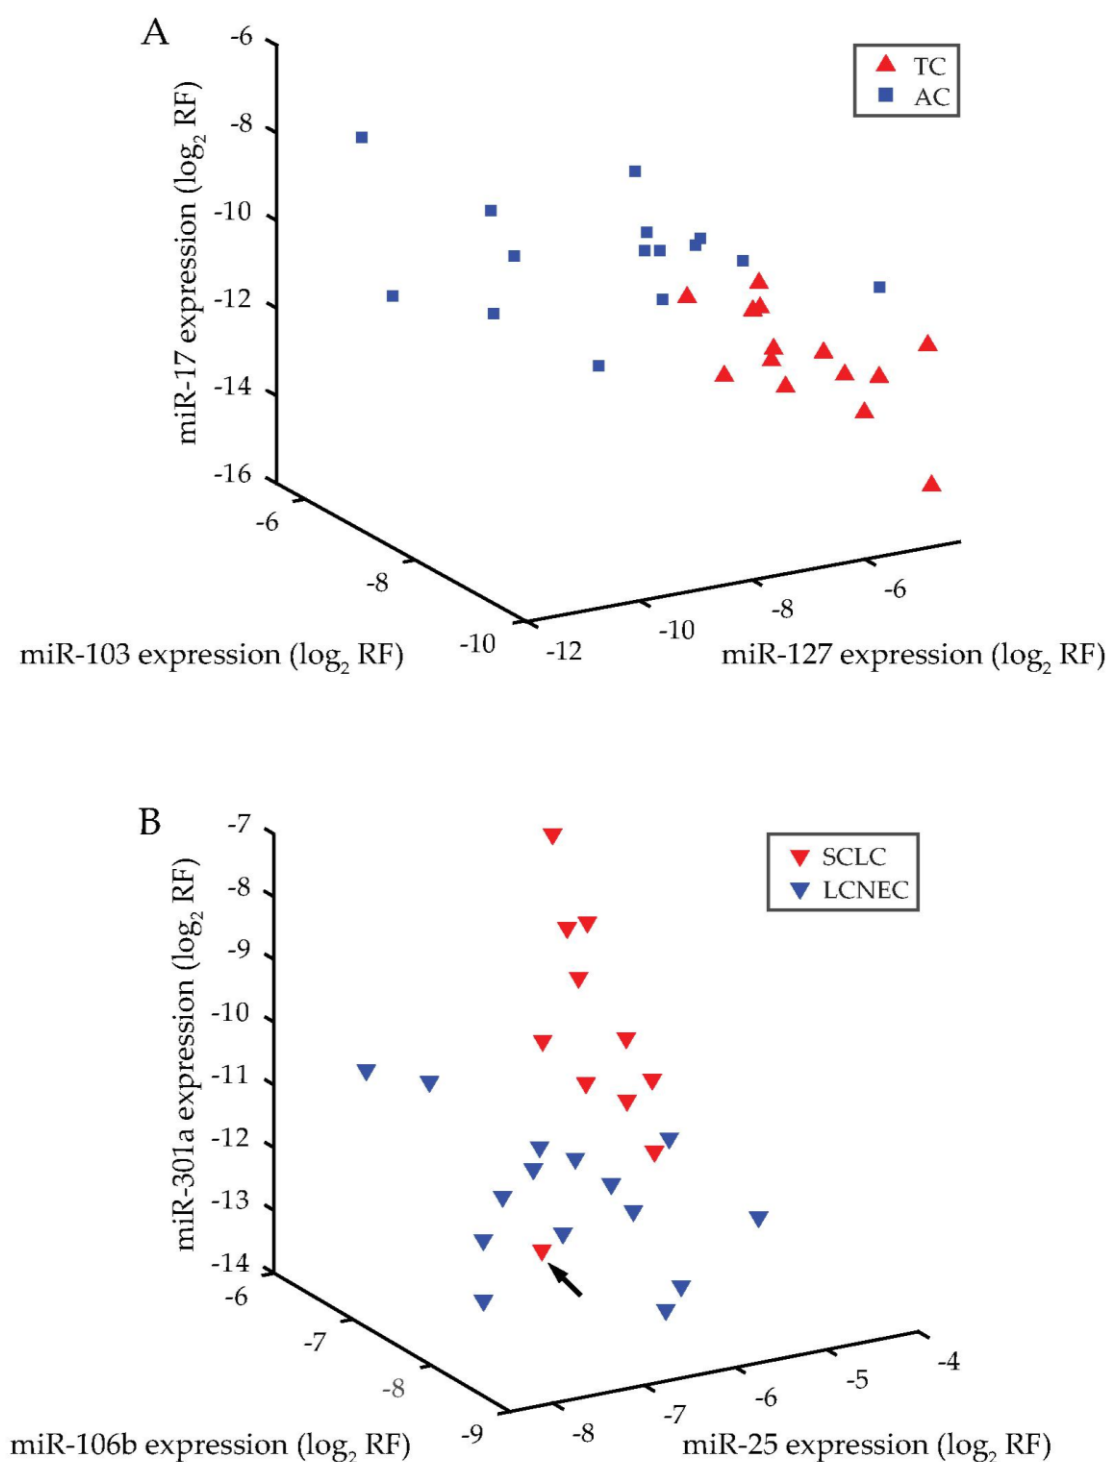 A
TC
AC
miR-17 expression (log₂ RF)
-6
-8
-10
-12
-14
-16
-6
-8
-10
miR-103 expression (log₂ RF)
-12
-10
-8
-6
miR-127 expression (log₂ RF)
B
SCLC
LCNEC
miR-301a expression (log₂ RF)
-7
-8
-9
-10
-11
-12
-13
-14
-6
-7
-8
-9
miR-106b expression (log₂ RF)
-8
-7
-6
-5
-4
miR-25 expression (log₂ RF)